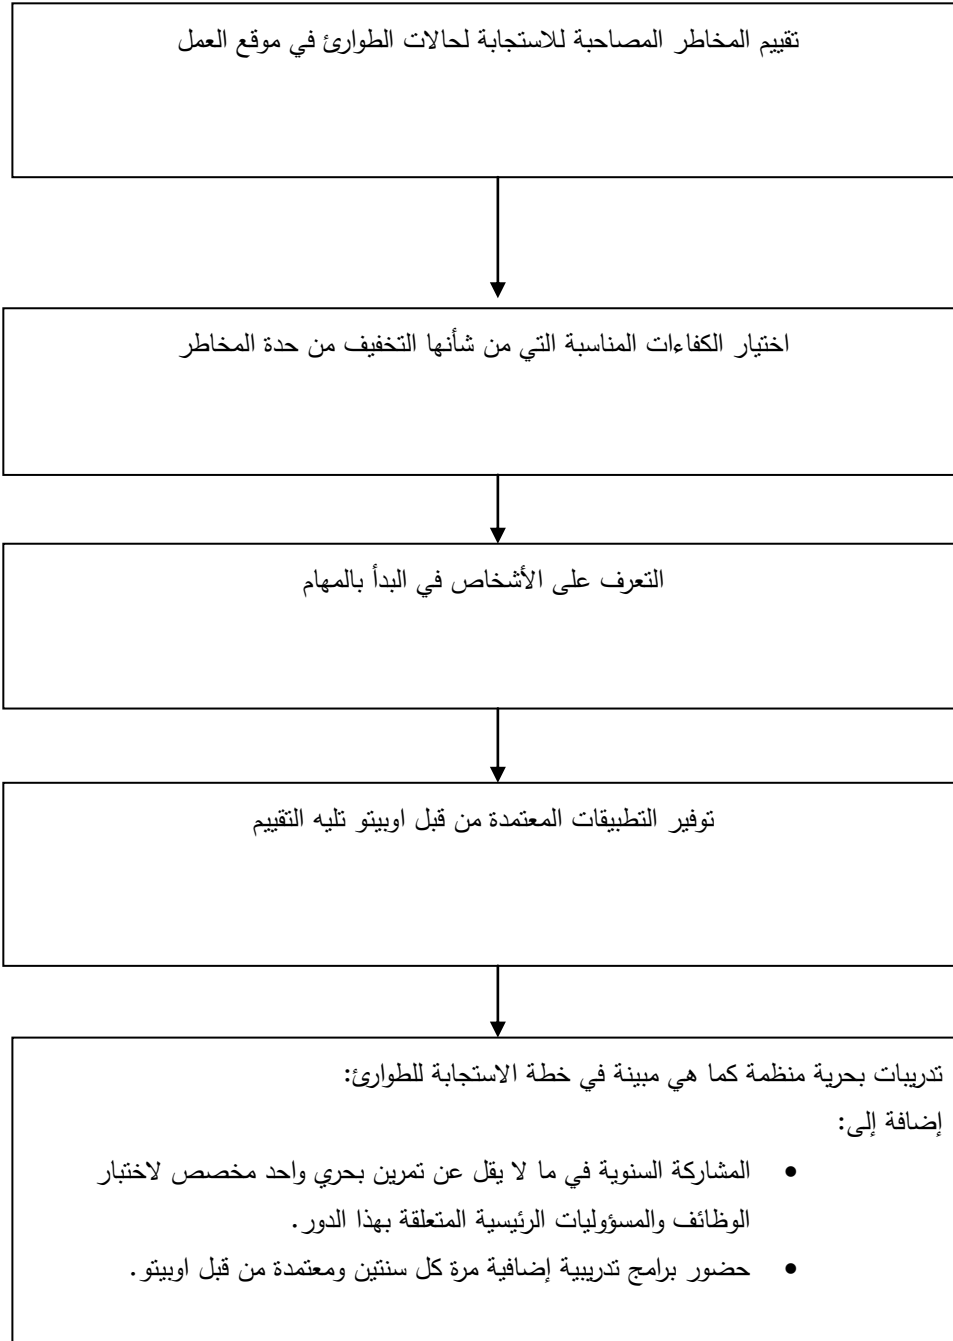 تقييم المخاطر المصاحبة للاستجابة لحالات الطوارئ في موقع العمل
اختيار الكفاءات المناسبة التي من شأنها التخفيف من حدة المخاطر
التعرف على الأشخاص في البدأ بالمهام
توفير التطبيقات المعتمدة من قبل اوبيتو تليه التقييم
تدريبات بحرية منظمة كما هي مبينة في خطة الاستجابة للطوارئ:
إضافة إلى:
• المشاركة السنوية في ما لا يقل عن تمرين بحري واحد مخصص لاختبار
الوظائف والمسؤوليات الرئيسية المتعلقة بهذا الدور.
• حضور برامج تدريبية إضافية مرة كل سنتين ومعتمدة من قبل اوبيتو.